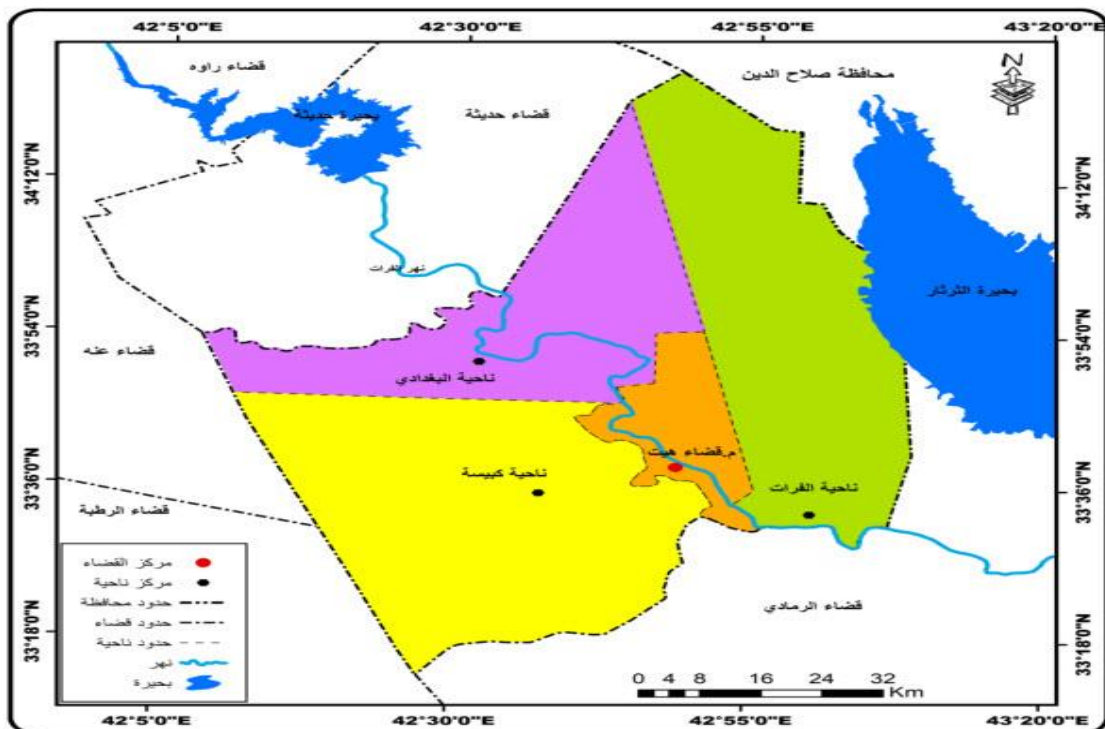 42°5'0"E 42°30'0"E 42°55'0"E 43°20'0"E
قضاء راوه
محافظة صلاح الدين
N
بحيرة حديثة
قضاء حديثة
34°12'0"N 34°12'0"N
نهر الفرات
بحيرة الثرثار
33°54'0"N 33°54'0"N
قضاء عنه
ناحية البغدادي
م.قضاء هيت
ناحية كبيسة
ناحية الفرات
33°36'0"N 33°36'0"N
قضاء الرطبة
مركز القضاء
مركز ناحية
حدود محافظة
حدود قضاء
حدود ناحية
نهر
بحيرة
قضاء الرمادي
33°18'0"N 33°18'0"N
0 4 8 16 24 32
Km
42°5'0"E 42°30'0"E 42°55'0"E 43°20'0"E